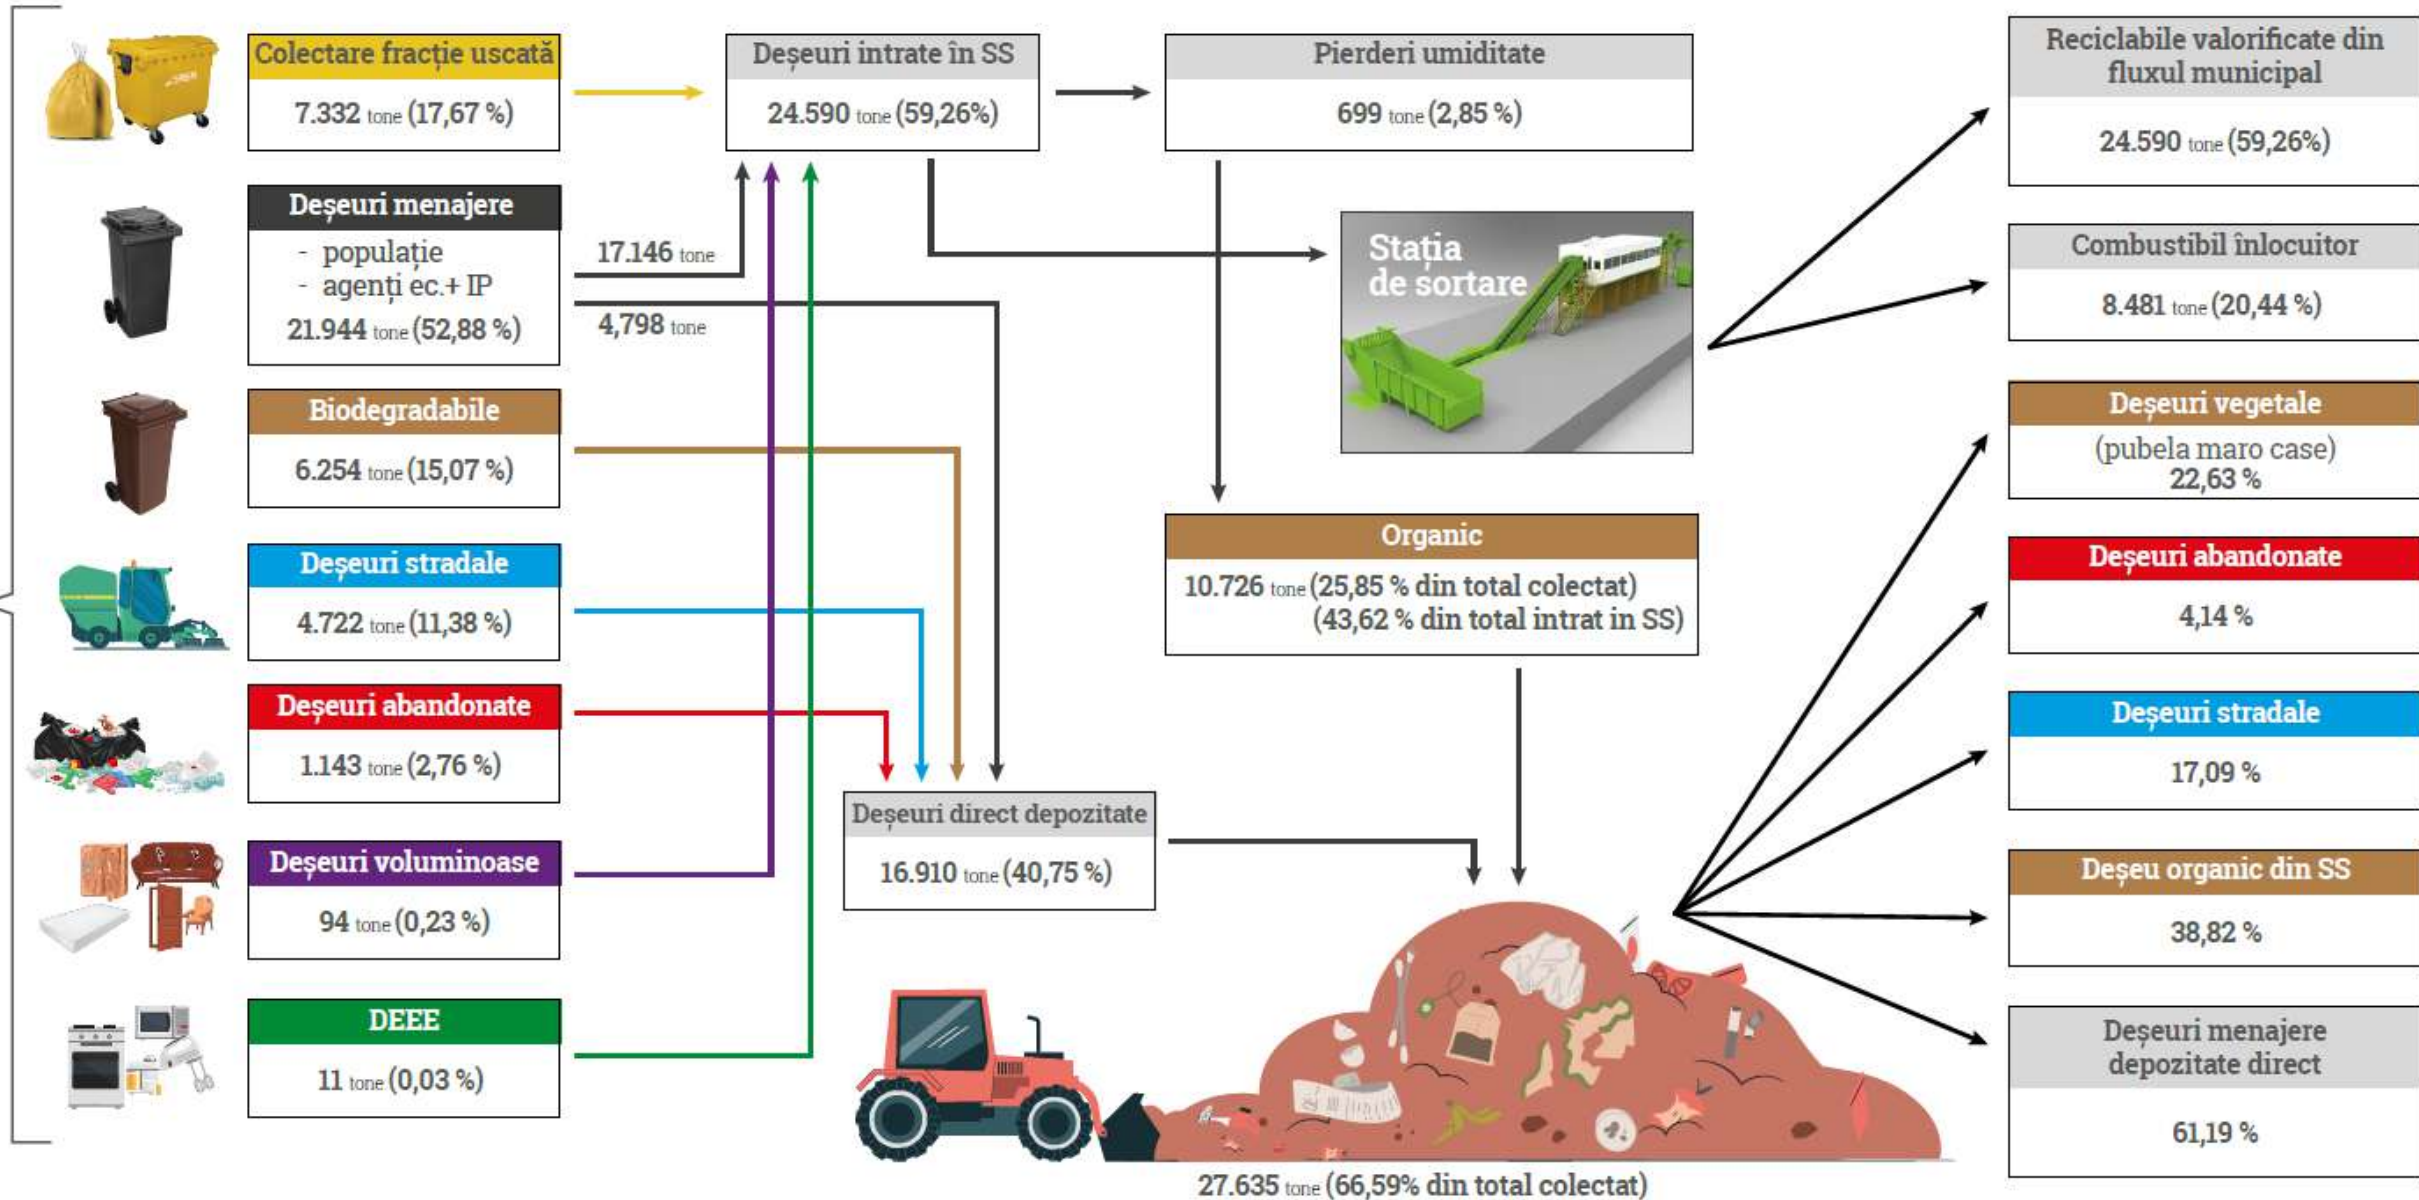 Colectare fracție uscată
7.332 tone (17,67 %)
Deșeuri menajere
- populație
- agenți ec.+ IP
21.944 tone (52,88 %)
Biodegradabile
6.254 tone (15,07 %)
Deșeuri stradale
4.722 tone (11,38 %)
Deșeuri abandonate
1.143 tone (2,76 %)
Deșeuri voluminoase
94 tone (0,23 %)
DEEE
11 tone (0,03 %)
17.146 tone
4,798 tone
Deșeuri intrate în SS
24.590 tone (59,26%)
Deșeuri direct depozitate
16.910 tone (40,75 %)
Pierderi umiditate
699 tone (2,85 %)
Stația
de sortare
Organic
10.726 tone (25,85 % din total colectat)
(43,62 % din total intrat in SS)
27.635 tone (66,59% din total colectat)
Reciclabile valorificate din
fluxul municipal
24.590 tone (59,26%)
Combustibil înlocuitor
8.481 tone (20,44 %)
Deșeuri vegetale
(pubela maro case)
22,63 %
Deșeuri abandonate
4,14 %
Deșeuri stradale
17,09 %
Deșeu organic din SS
38,82 %
Deșeuri menajere
depozitate direct
61,19 %